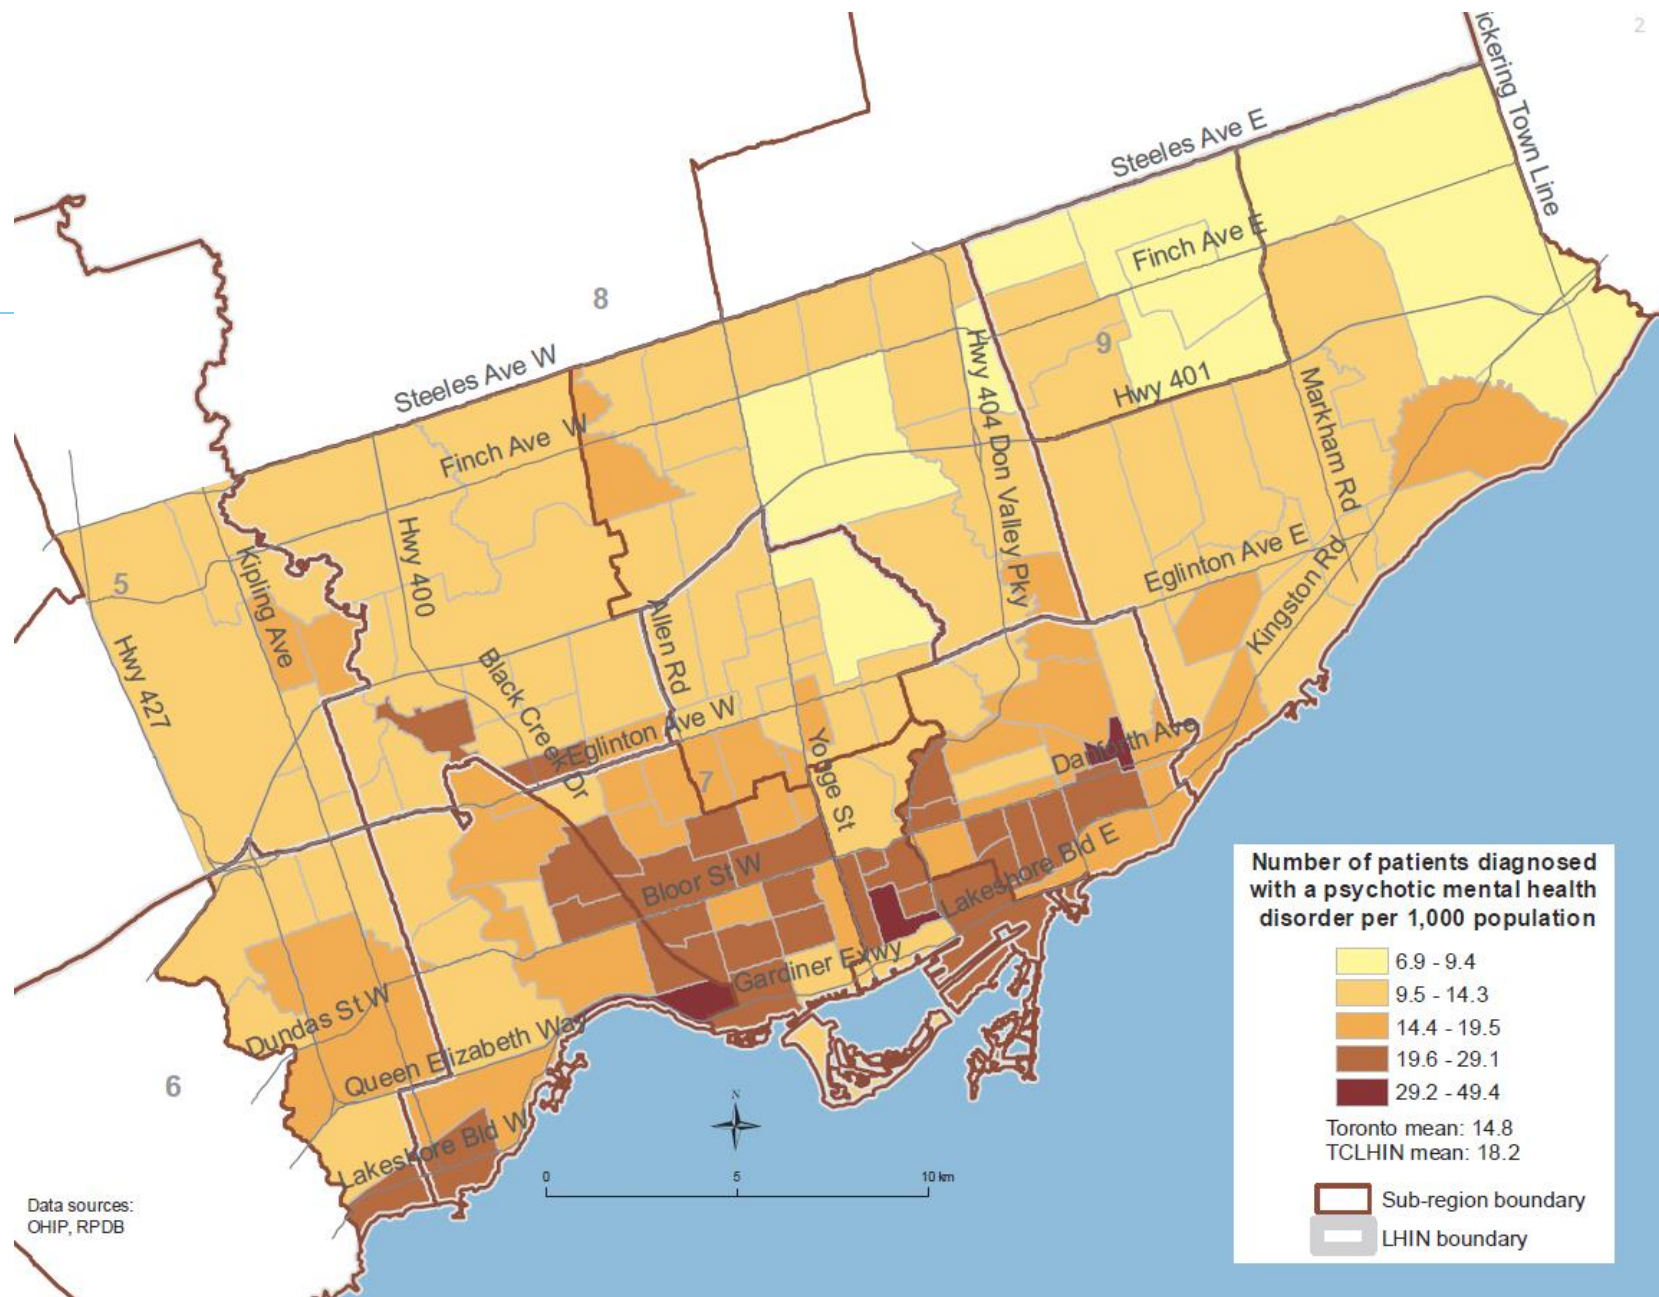 2
ickering Town Line
Steeles Ave E
Finch Ave E
8
9
Steeles Ave W
Hwy 404
Hwy 401
Markham Rd
Finch Ave W
Don Valley Pky
5
Kipling Ave
Hwy 400
Eglinton Ave E
Kingston Rd
Hwy 427
Allen Rd
Black Creek Dr
Eglinton Ave W
7
Yonge St
Danforth Ave
Bloor St W
Lakeshore Bld E
Gardiner Exwy
Dundas St W
Queen Elizabeth Way
6
Lakeshore Bld W
N
0 5 10 km
Data sources:
OHIP, RPDB
Number of patients diagnosed
with a psychotic mental health
disorder per 1,000 population
6.9 - 9.4
9.5 - 14.3
14.4 - 19.5
19.6 - 29.1
29.2 - 49.4
Toronto mean: 14.8
TCLHIN mean: 18.2
Sub-region boundary
LHIN boundary